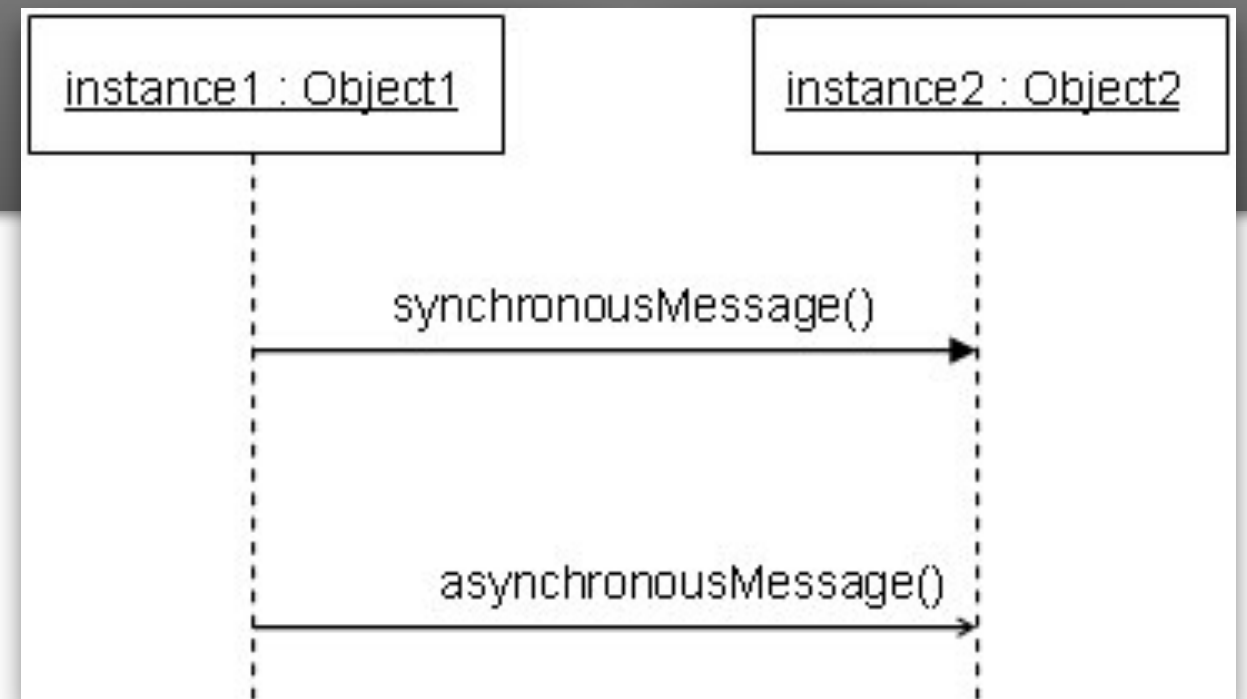 instance1 : Object1
instance2 : Object2
synchronousMessage()
asynchronousMessage()